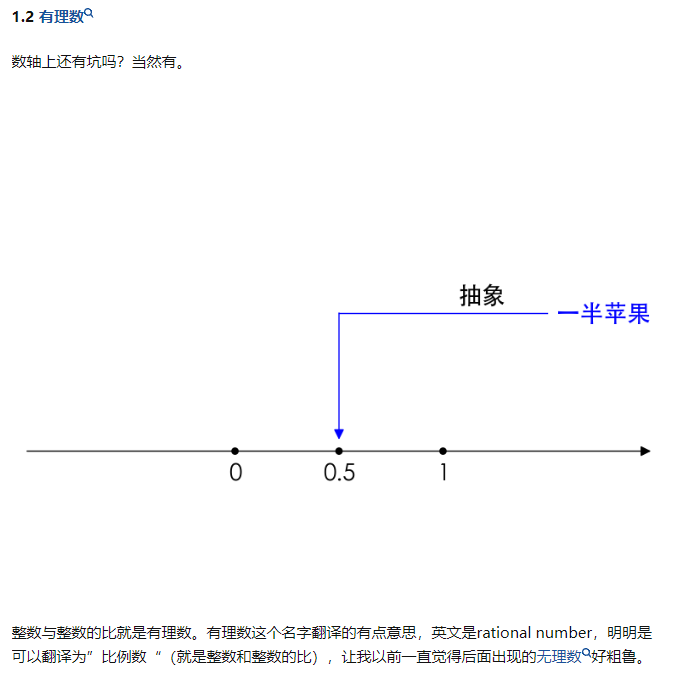 1.2 有理数
数轴上还有坑吗？当然有。
抽象
一半苹果
0
0.5
1
整数与整数的比就是有理数。有理数这个名字翻译的有点意思，英文是rational number，明明是
可以翻译为”比例数“（就是整数和整数的比），让我以前一直觉得后面出现的无理数好粗鲁。